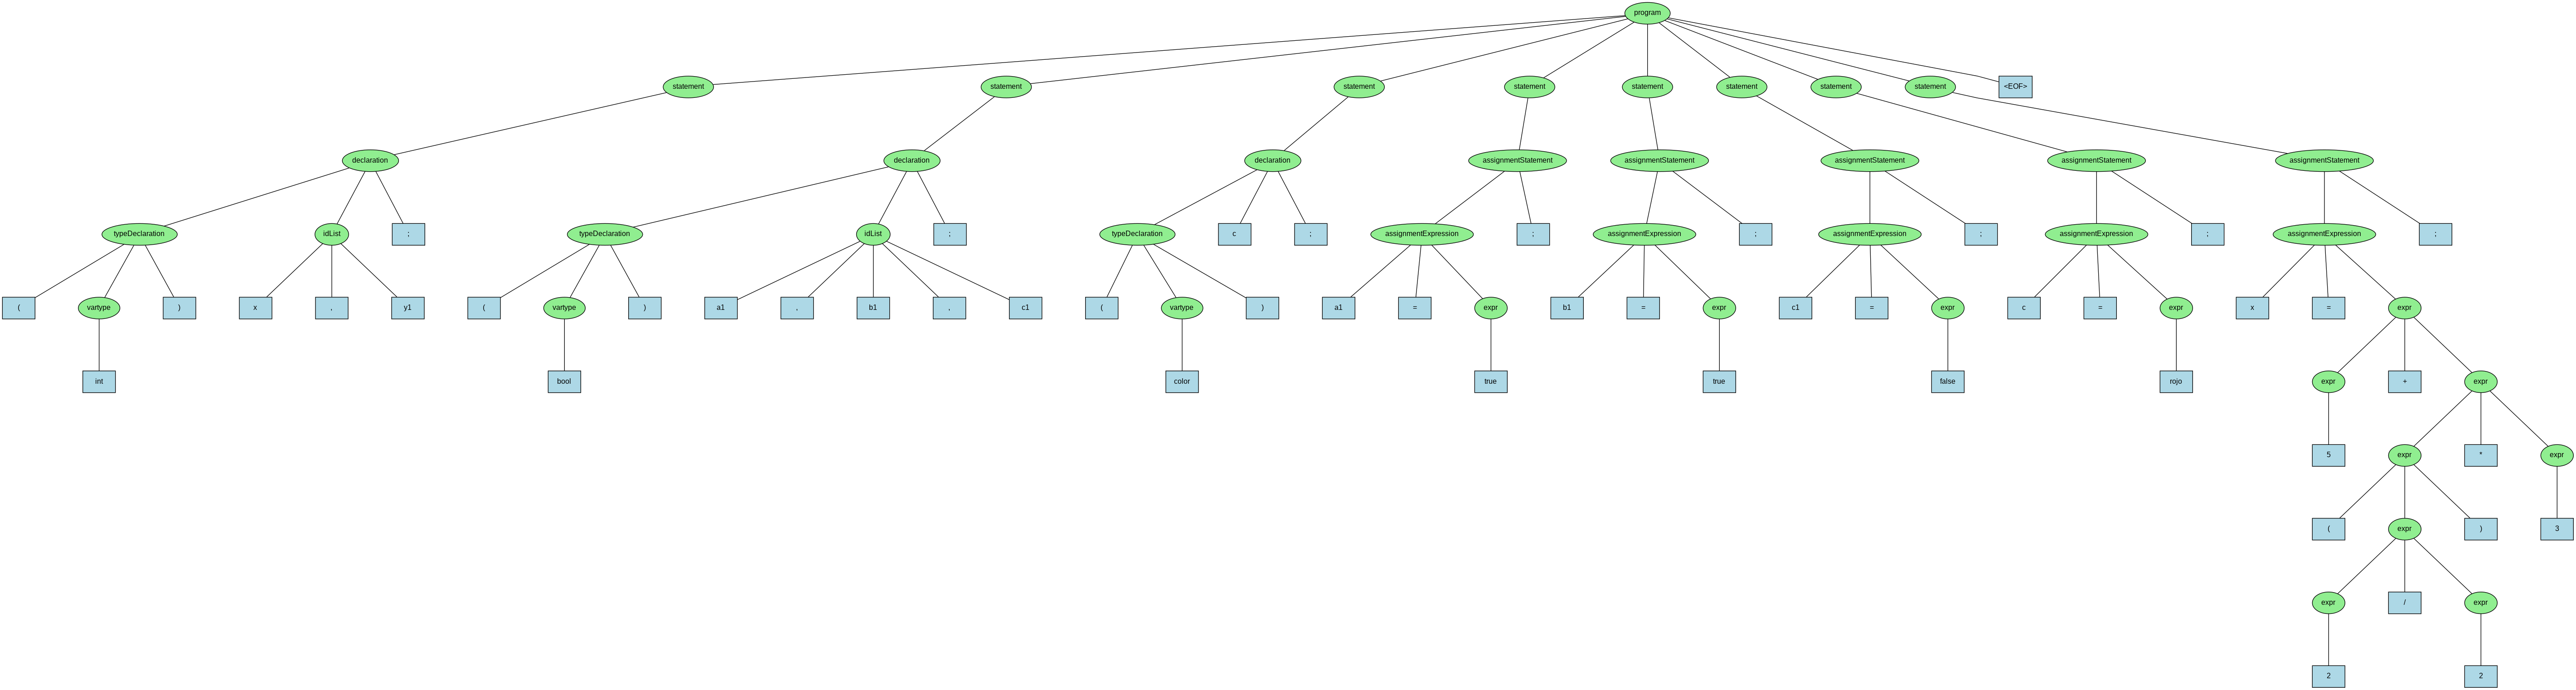 program
statement statement statement statement statement statement statement statement <EOF>
declaration declaration declaration assignmentStatement assignmentStatement assignmentStatement assignmentStatement assignmentStatement
typeDeclaration idList ; typeDeclaration idList ; typeDeclaration c ; assignmentExpression ; assignmentExpression ; assignmentExpression ; assignmentExpression ; assignmentExpression ;
( vartype ) x , y1 ( vartype ) a1 , b1 , c1 ( vartype ) a1 = expr b1 = expr c1 = expr c = expr x = expr
int bool color true true false rojo expr + expr
5 expr * expr
( expr ) 3
expr / expr
2 2